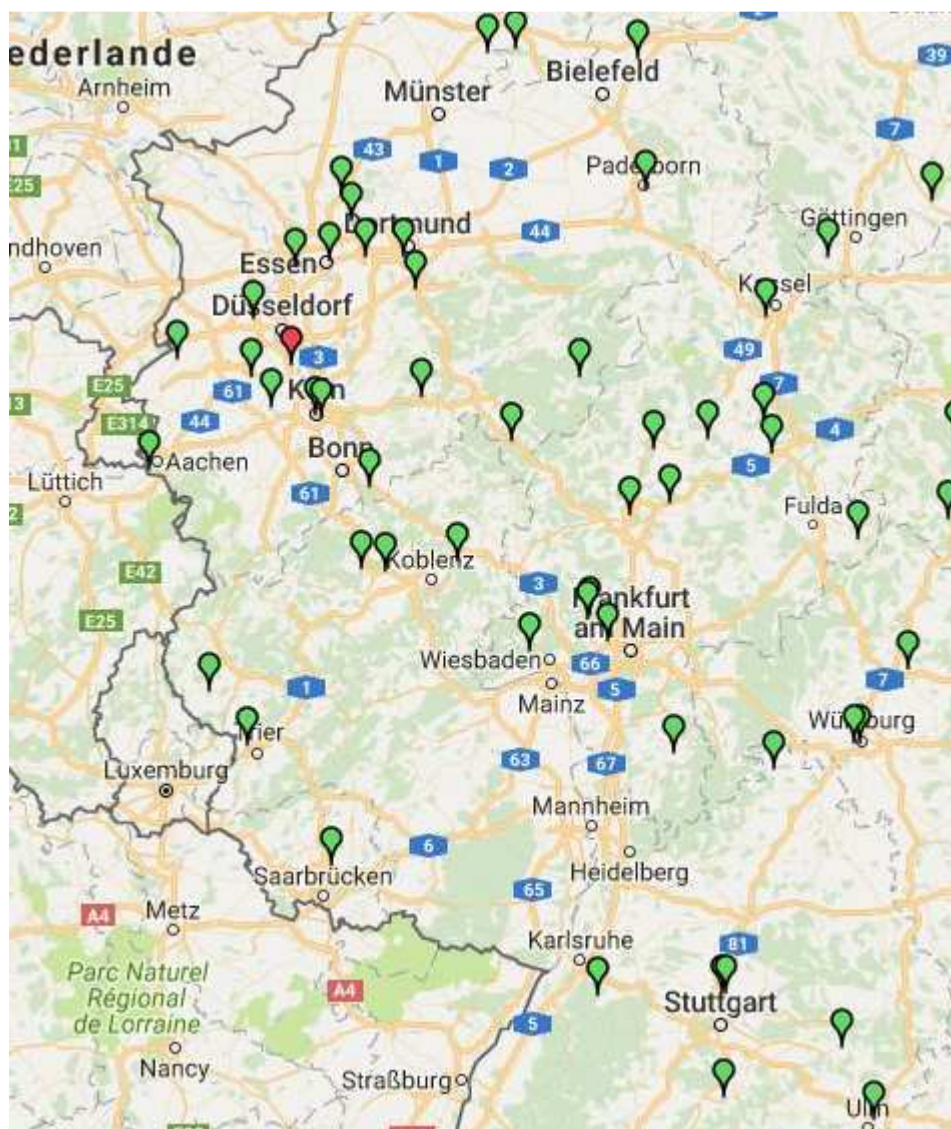 39
ederlande
Bielefeld
Arnheim
Münster
7
43
1
2
Paderborn
E25
Göttingen
Dortmund
44
ndhoven
Essen
Kassel
Düsseldorf
3
49
E25
61
7
Köln
E314
44
4
Aachen
Bonn
5
Lüttich
61
Fulda
Koblenz
E42
3
Frankfurt
am Main
E25
Wiesbaden
66
7
1
5
Mainz
Würzburg
Trier
63
67
Luxemburg
Mannheim
6
Heidelberg
Saarbrücken
65
A4
Metz
Karlsruhe
81
Parc Naturel
Régional
de Lorraine
A4
Stuttgart
5
Nancy
Straßburg
Ulm